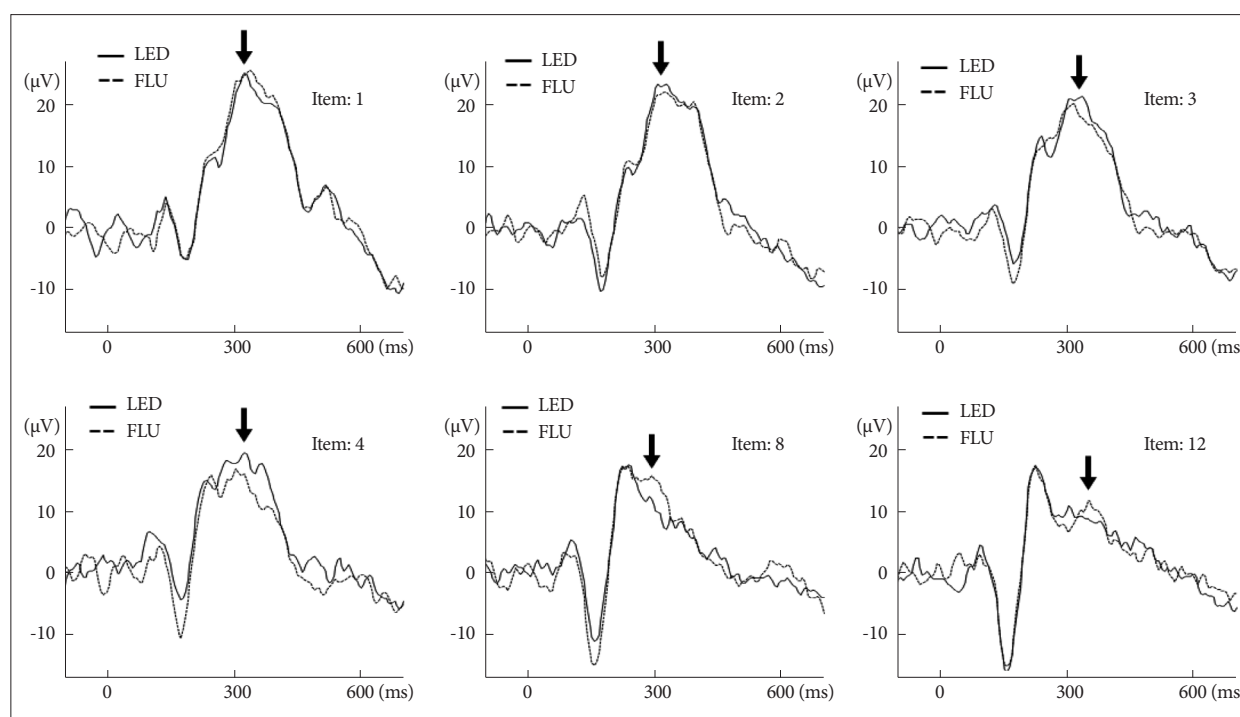 LED
FLU
Item: 1
(μV)
20
10
0
-10
0 300 600 (ms)
LED
FLU
Item: 2
(μV)
20
10
0
-10
0 300 600 (ms)
LED
FLU
Item: 3
(μV)
20
10
0
-10
0 300 600 (ms)
LED
FLU
Item: 4
(μV)
20
10
0
-10
0 300 600 (ms)
LED
FLU
Item: 8
(μV)
20
10
0
-10
0 300 600 (ms)
LED
FLU
Item: 12
(μV)
20
10
0
-10
0 300 600 (ms)